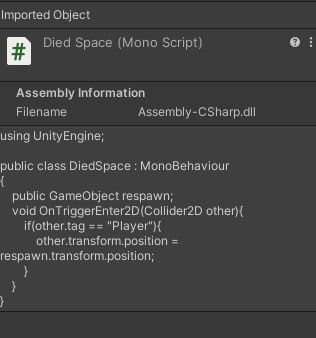 Imported Object
# Died Space (Mono Script)
Assembly Information
Filename Assembly-CSharp.dll
using UnityEngine;
public class DiedSpace : MonoBehaviour
{
public GameObject respawn;
void OnTriggerEnter2D(Collider2D other){
if(other.tag == "Player"){
other.transform.position =
respawn.transform.position;
}
}
}